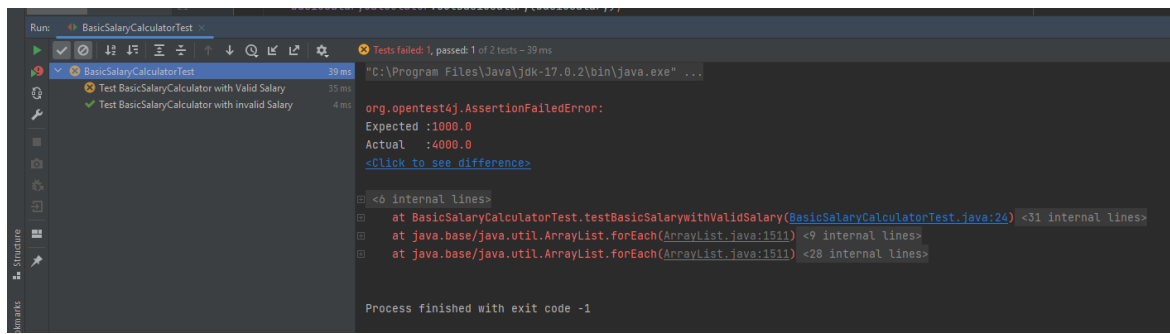 Run: BasicSalaryCalculatorTest ×
Tests failed: 1, passed: 1 of 2 tests – 39 ms
BasicSalaryCalculatorTest 39 ms
Test BasicSalaryCalculator with Valid Salary 35 ms
Test BasicSalaryCalculator with invalid Salary 4 ms
"C:\Program Files\Java\jdk-17.0.2\bin\java.exe" ...
org.opentest4j.AssertionFailedError:
Expected :1000.0
Actual   :4000.0
<Click to see difference>
<6 internal lines>
at BasicSalaryCalculatorTest.testBasicSalarywithValidSalary(BasicSalaryCalculatorTest.java:24) <31 internal lines>
at java.base/java.util.ArrayList.forEach(ArrayList.java:1511) <9 internal lines>
at java.base/java.util.ArrayList.forEach(ArrayList.java:1511) <28 internal lines>
Process finished with exit code -1
Structure